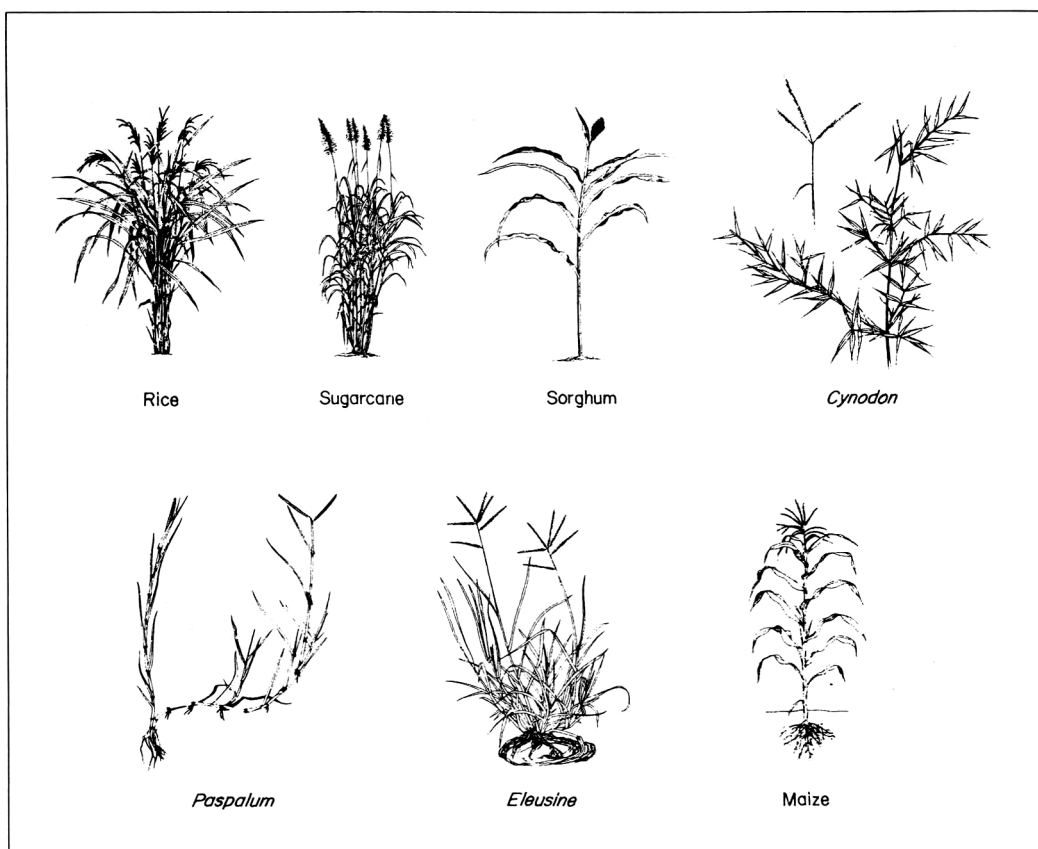 Rice
Sugarcane
Sorghum
Cynodon
Paspalum
Eleusine
Maize